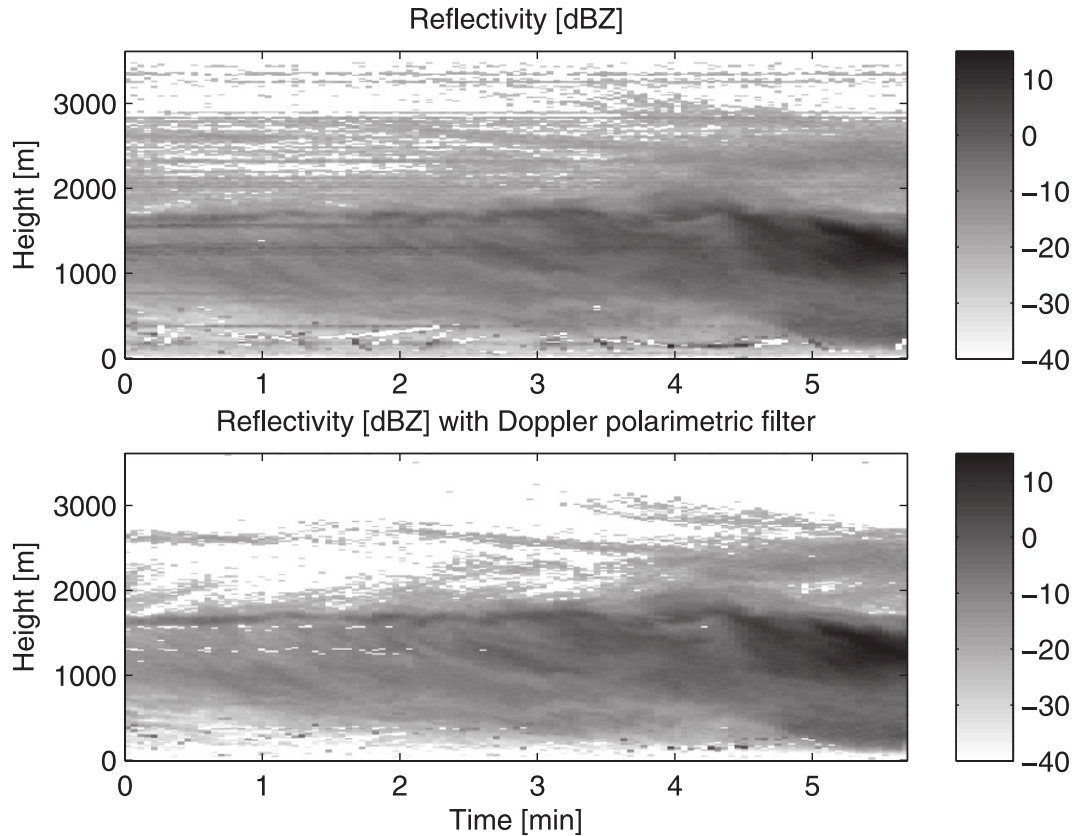 Reflectivity [dBZ]
Height [m]
3000
2000
1000
0
0 1 2 3 4 5
10
0
−10
−20
−30
−40
Reflectivity [dBZ] with Doppler polarimetric filter
Height [m]
3000
2000
1000
0
0 1 2 3 4 5
Time [min]
10
0
−10
−20
−30
−40